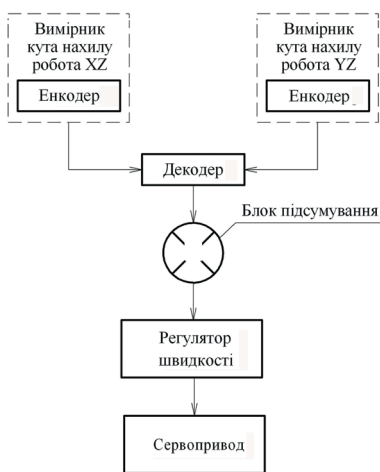 Вимірник
кута нахилу
робота XZ
Енкодер
Вимірник
кута нахилу
робота YZ
Енкодер
Декодер
Блок підсумування
Регулятор
швидкості
Сервопривод